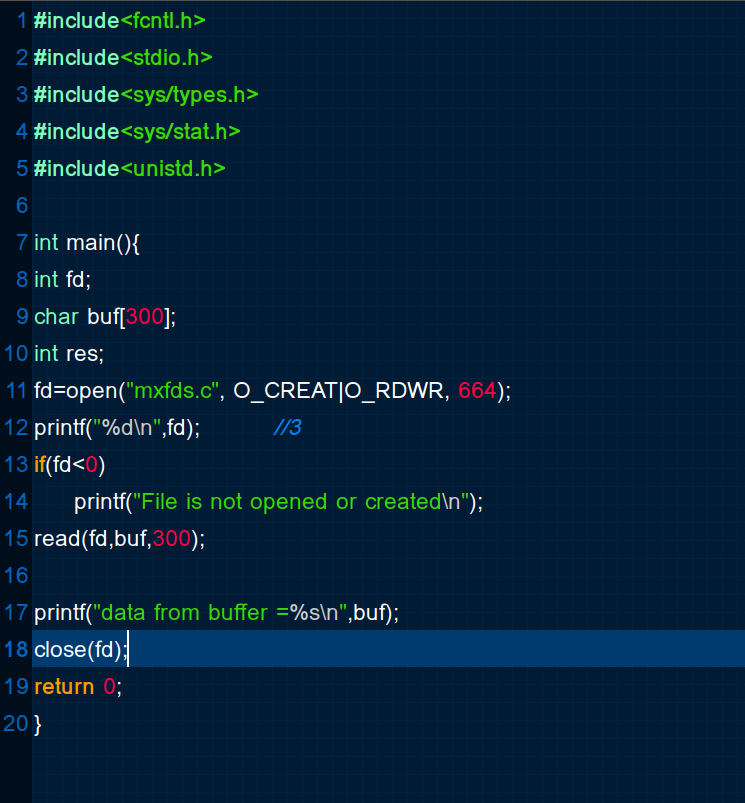 1 #include<fcntl.h>
2 #include<stdio.h>
3 #include<sys/types.h>
4 #include<sys/stat.h>
5 #include<unistd.h>
6
7 int main(){
8 int fd;
9 char buf[300];
10 int res;
11 fd=open("mxfds.c", O_CREAT|O_RDWR, 664);
12 printf("%d\n",fd);          //3
13 if(fd<0)
14      printf("File is not opened or created\n");
15 read(fd,buf,300);
16
17 printf("data from buffer =%s\n",buf);
18 close(fd);
19 return 0;
20 }